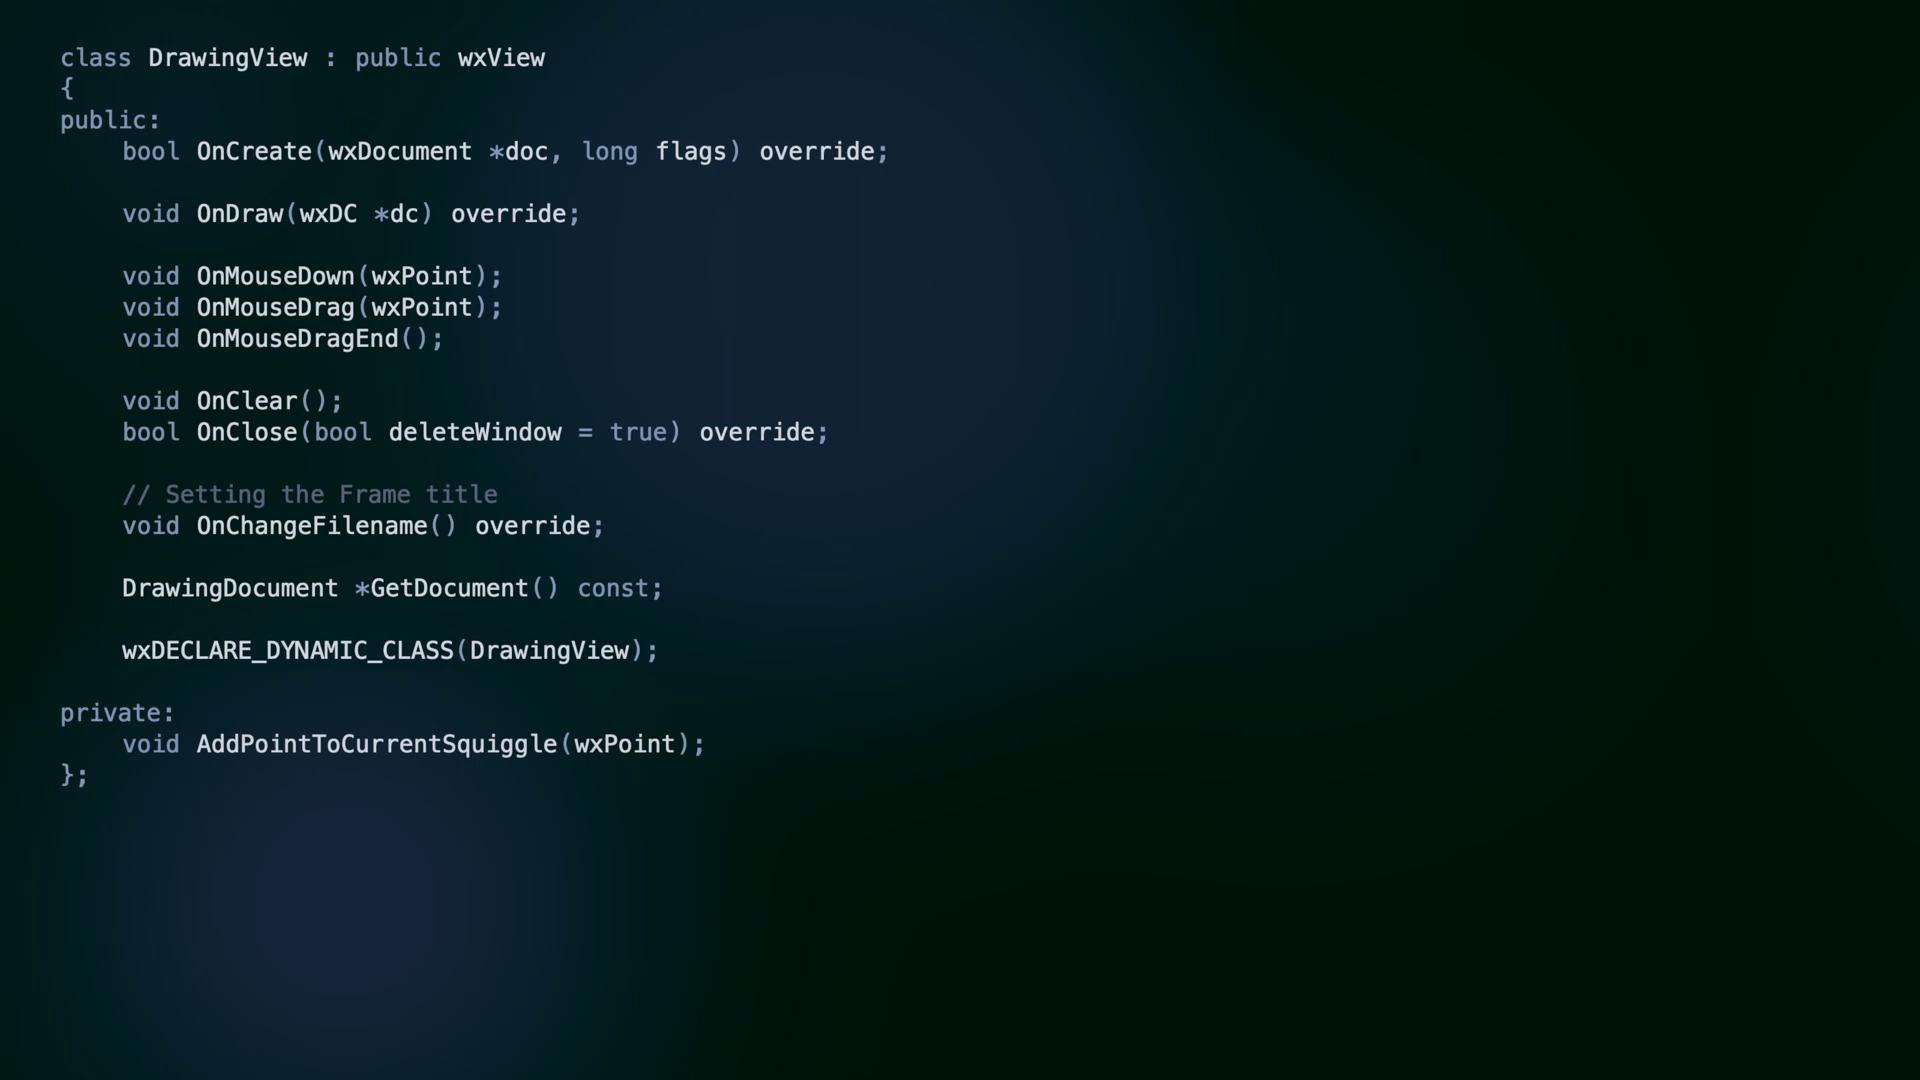 class DrawingView : public wxView
{
public:
    bool OnCreate(wxDocument *doc, long flags) override;

    void OnDraw(wxDC *dc) override;

    void OnMouseDown(wxPoint);
    void OnMouseDrag(wxPoint);
    void OnMouseDragEnd();

    void OnClear();
    bool OnClose(bool deleteWindow = true) override;

    // Setting the Frame title
    void OnChangeFilename() override;

    DrawingDocument *GetDocument() const;

    wxDECLARE_DYNAMIC_CLASS(DrawingView);

private:
    void AddPointToCurrentSquiggle(wxPoint);
};